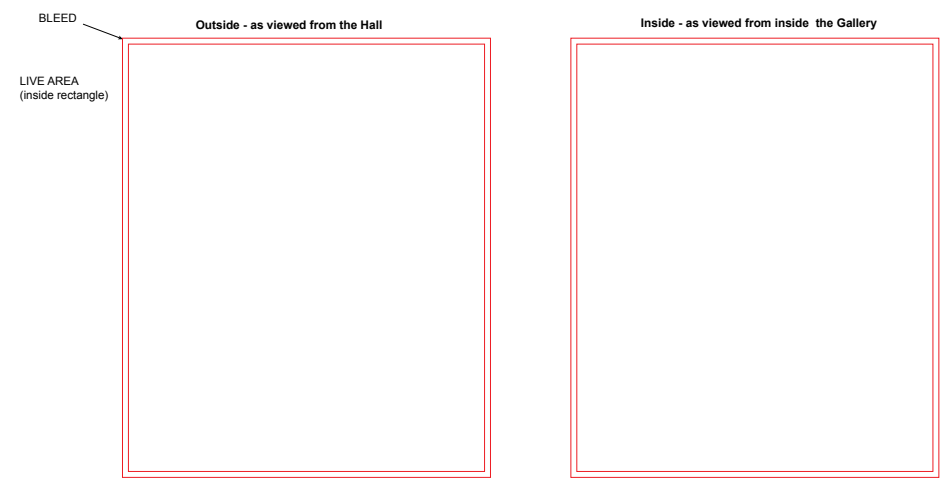 BLEED
Outside - as viewed from the Hall
Inside - as viewed from inside  the Gallery
LIVE AREA
(inside rectangle)